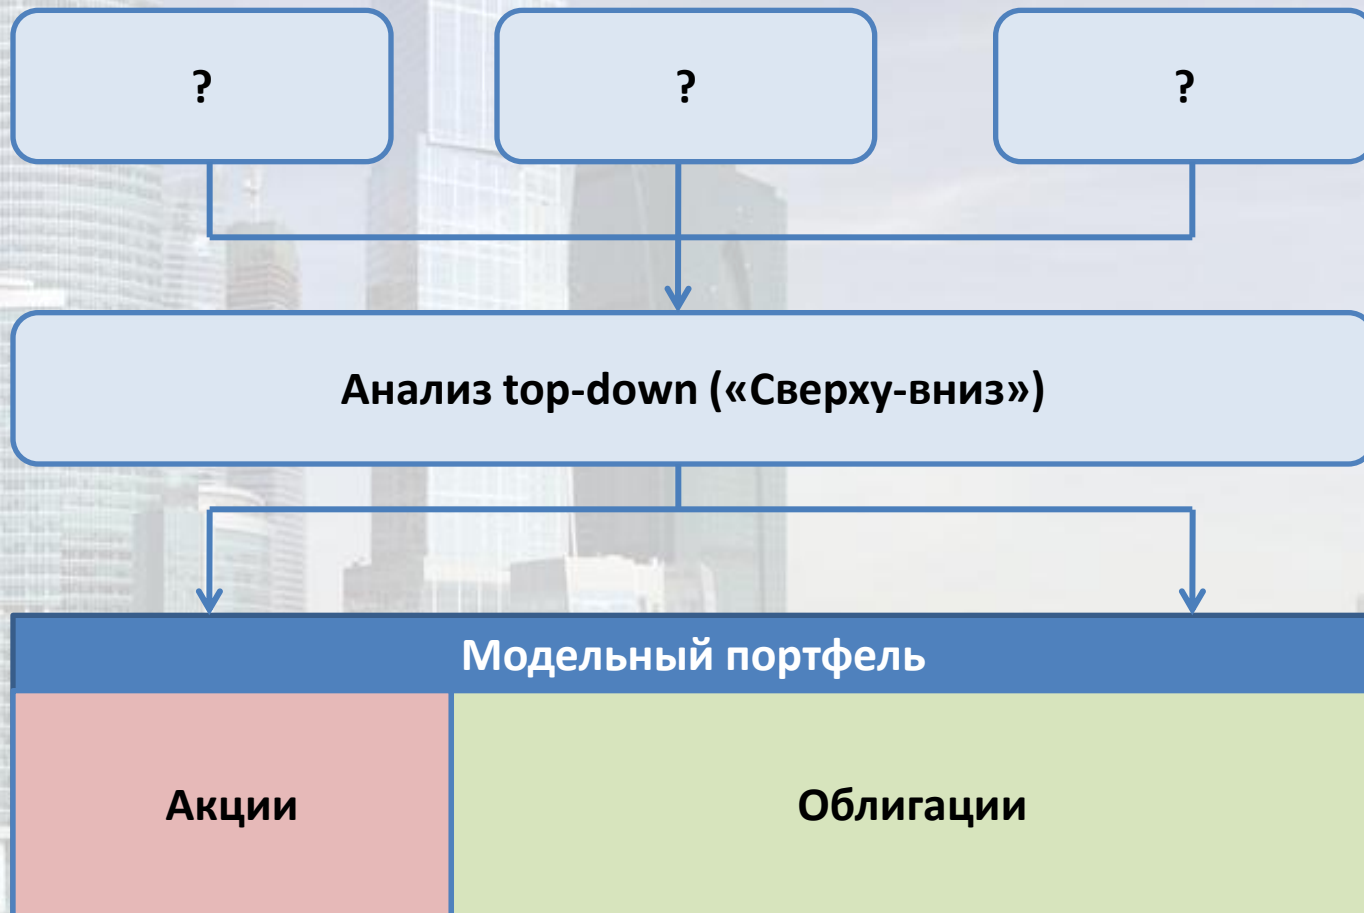 ?
?
?
Анализ top-down («Сверху-вниз»)
Модельный портфель
Акции
Облигации